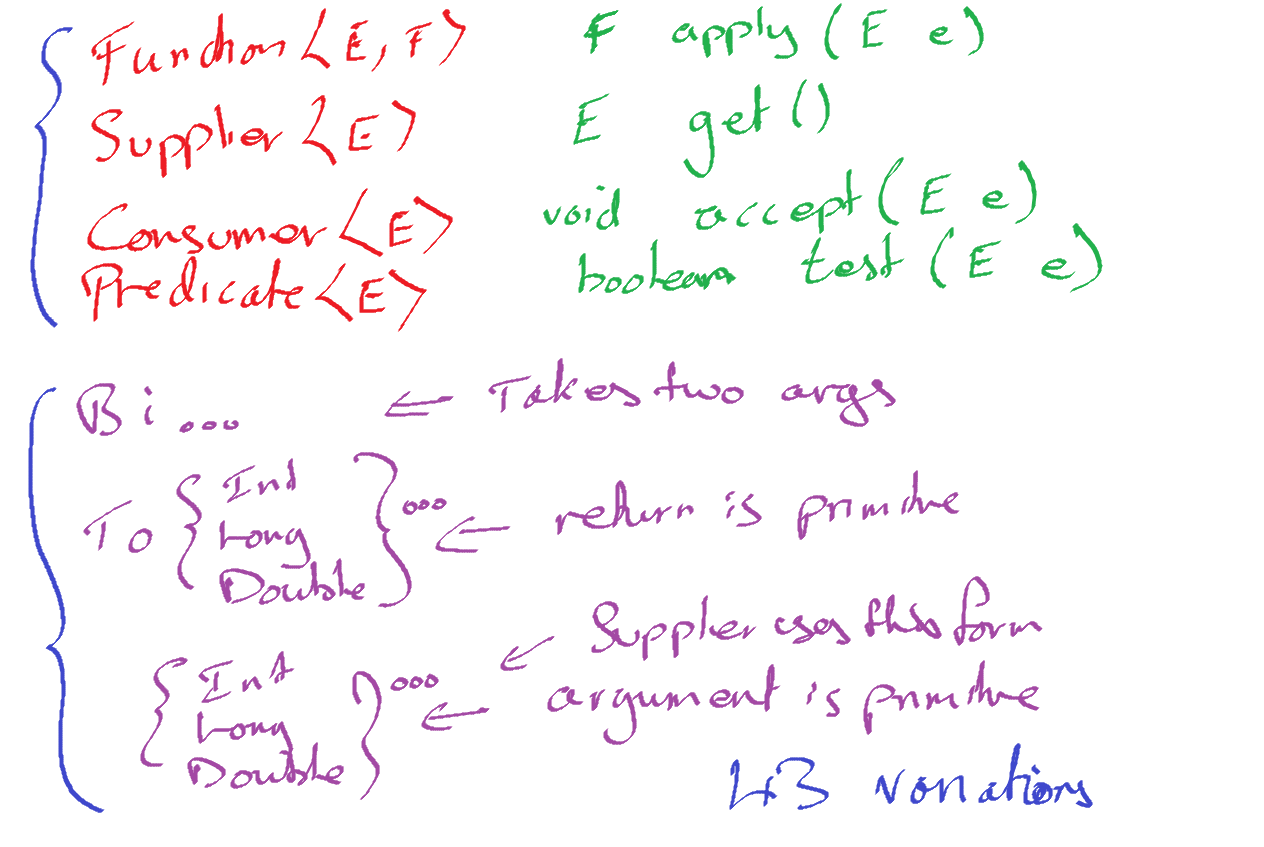 Function<E, F> F apply(E e)
Supplier<E> E get()
Consumer<E> void accept(E e)
Predicate<E> boolean test(E e)
Bi... ← Takes two args
To { Int
Long
Double } ... ← return is primitive
{ Int
Long
Double } ... ← Supplier uses this form
← argument is primitive
43 variations